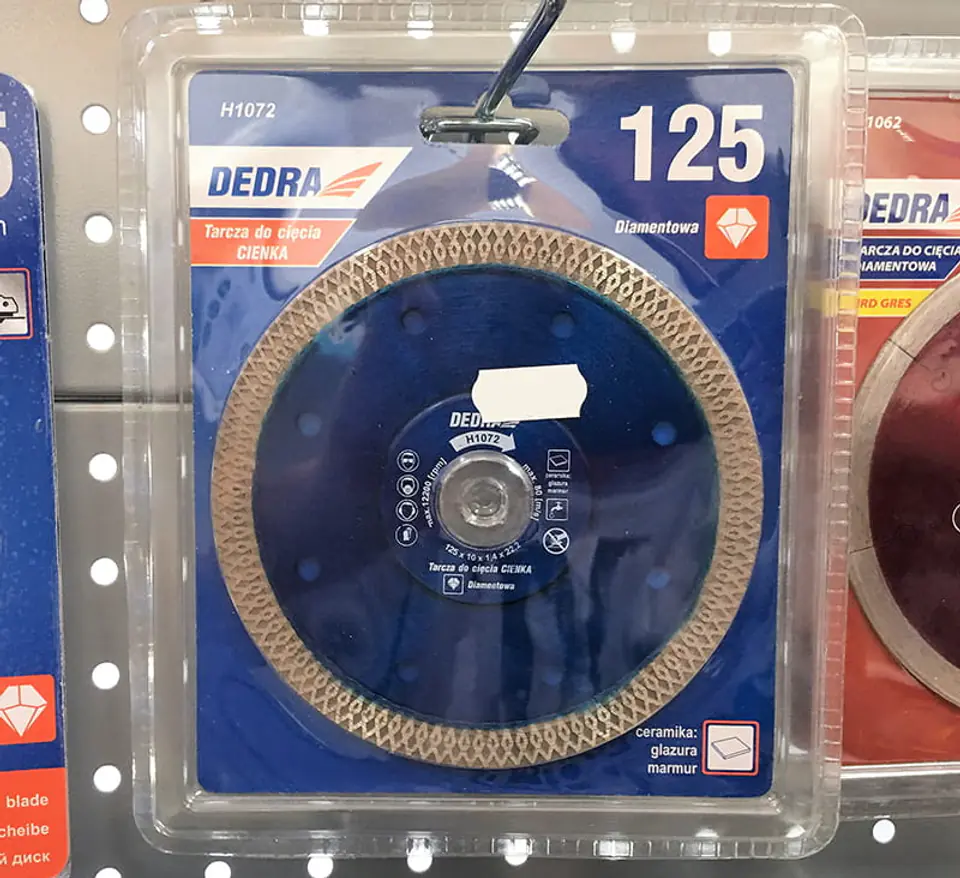 H1072
125
DEDRA
Diamentowa
Tarcza do cięcia
CIENKA
DEDRA
H1072
max.12200 [rpm]
max. 80 [m/s]
ceramika:
glazura
marmur
125 x 10 x 1,4 x 22,2
Tarcza do cięcia CIENKA
Diamentowa
ceramika:
glazura
marmur
1062
DEDRA
TARCZA DO CIĘCIA
DIAMENTOWA
GRES
5
blade
cheibe
й диск